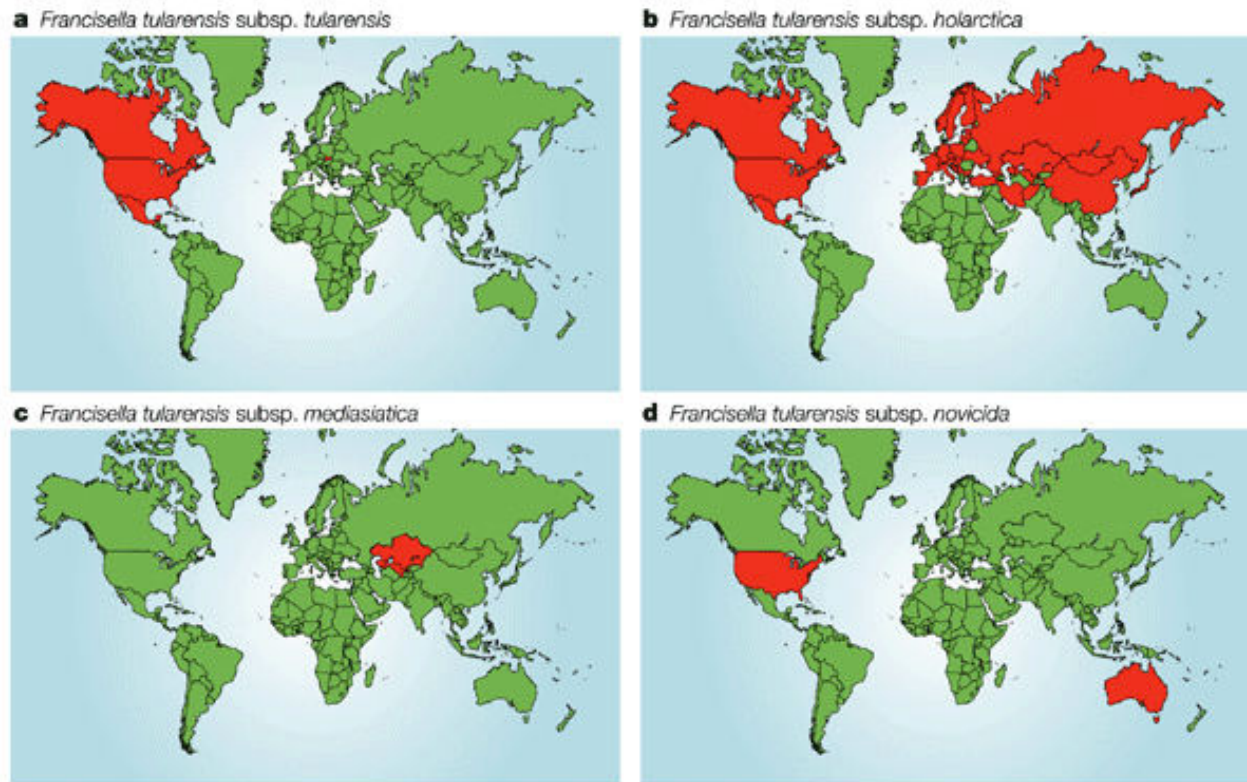 a Francisella tularensis subsp. tularensis
b Francisella tularensis subsp. holarctica
c Francisella tularensis subsp. mediasiatica
d Francisella tularensis subsp. novicida